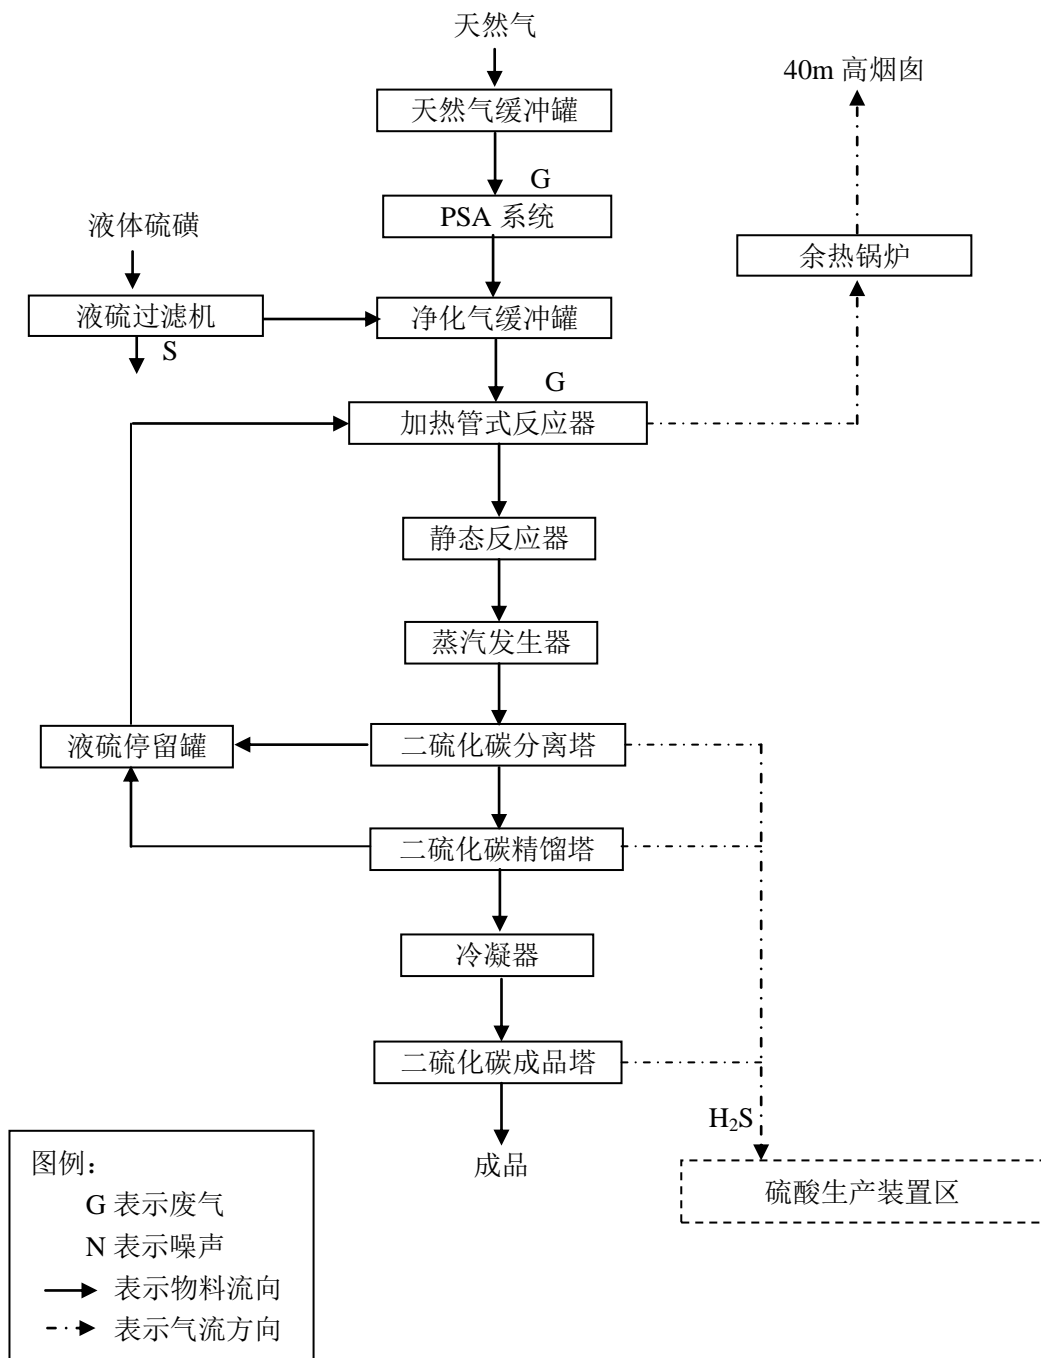 天然气
40m 高烟囱
天然气缓冲罐
G
PSA 系统
液体硫磺
余热锅炉
液硫过滤机
净化气缓冲罐
S
G
加热管式反应器
静态反应器
蒸汽发生器
液硫停留罐
二硫化碳分离塔
二硫化碳精馏塔
冷凝器
二硫化碳成品塔
H₂S
成品
硫酸生产装置区
图例：
G 表示废气
N 表示噪声
表示物料流向
表示气流方向